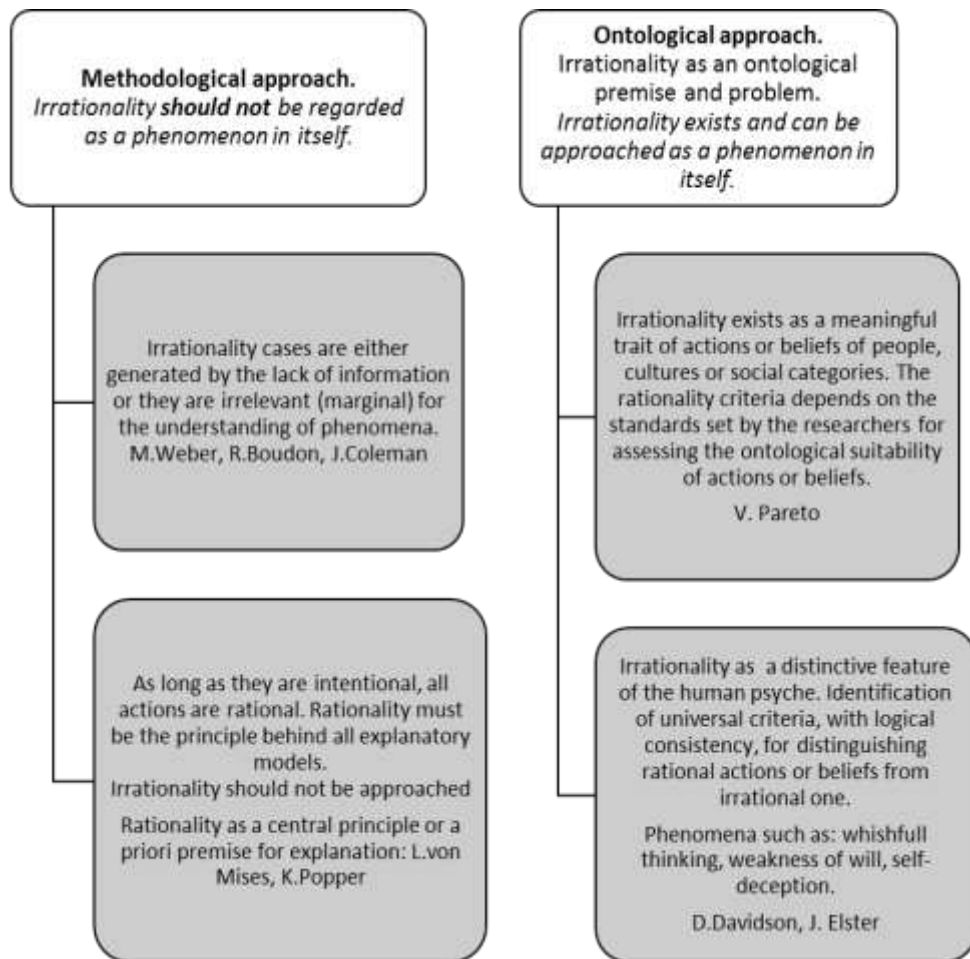 Methodological approach.
Irrationality should not be regarded
as a phenomenon in itself.
Irrationality cases are either
generated by the lack of information
or they are irrelevant (marginal) for
the understanding of phenomena.
M.Weber, R.Boudon, J.Coleman
As long as they are intentional, all
actions are rational. Rationality must
be the principle behind all explanatory
models.
Irrationality should not be approached
Rationality as a central principle or a
priori premise for explanation: L.von
Mises, K.Popper
Ontological approach.
Irrationality as an ontological
premise and problem.
Irrationality exists and can be
approached as a phenomenon in
itself.
Irrationality exists as a meaningful
trait of actions or beliefs of people,
cultures or social categories. The
rationality criteria depends on the
standards set by the researchers for
assessing the ontological suitability
of actions or beliefs.
V. Pareto
Irrationality as a distinctive feature
of the human psyche. Identification
of universal criteria, with logical
consistency, for distinguishing
rational actions or beliefs from
irrational one.
Phenomena such as: whishfull
thinking, weakness of will, self-
deception.
D.Davidson, J. Elster